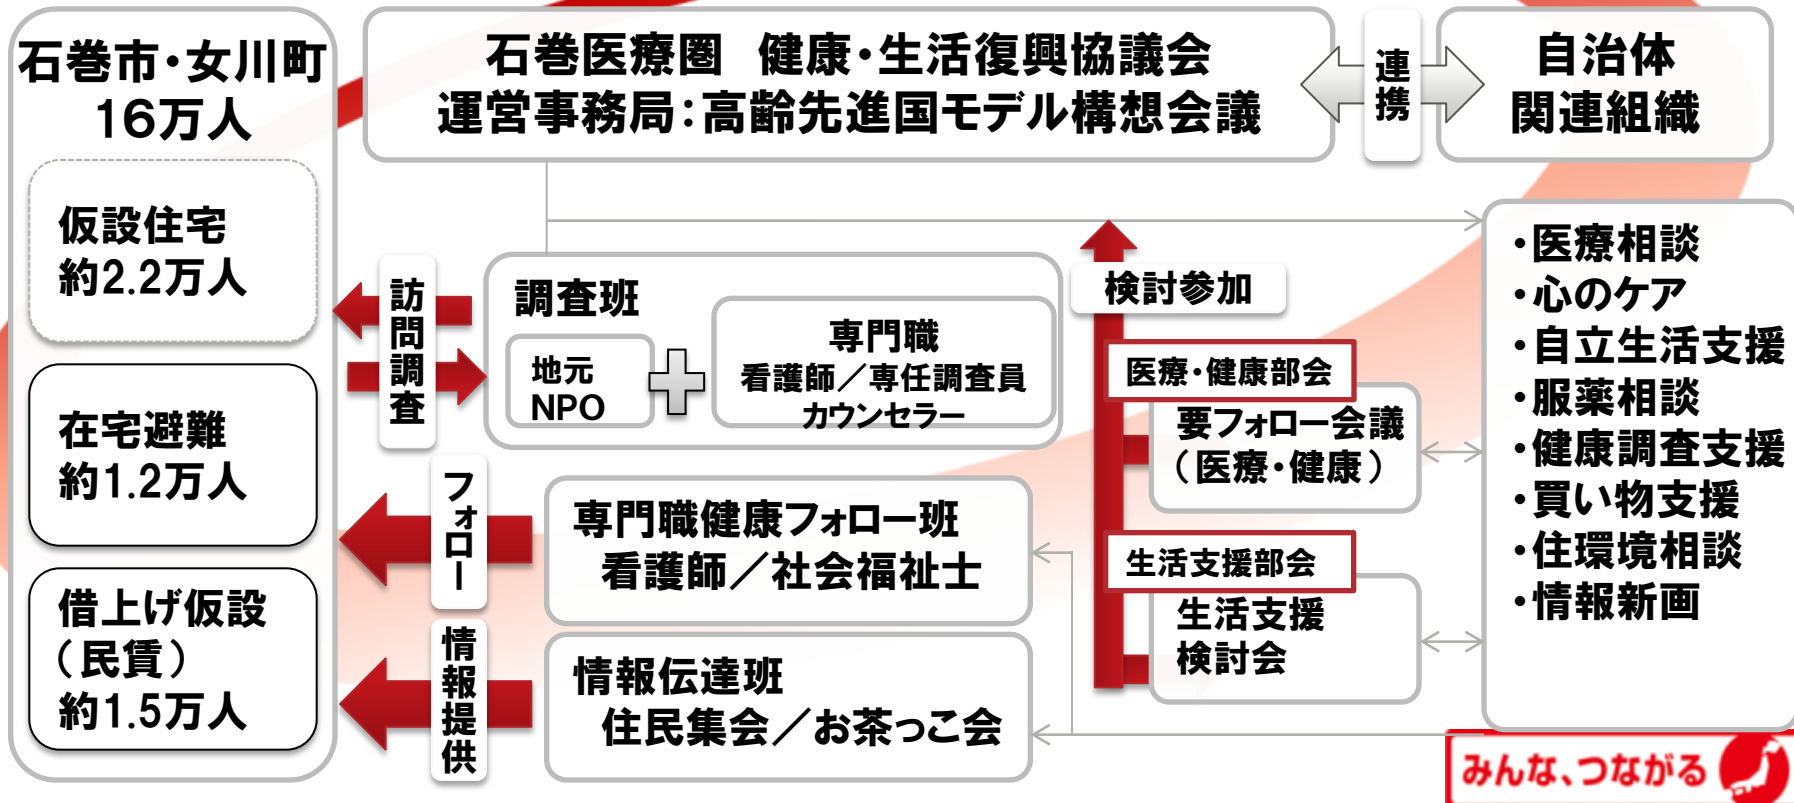 石巻市・女川町
16万人
仮設住宅
約2.2万人
在宅避難
約1.2万人
借上げ仮設
（民賃）
約1.5万人
石巻医療圏　健康・生活復興協議会
運営事務局：高齢先進国モデル構想会議
連携
自治体
関連組織
訪問調査
調査班
地元
NPO
専門職
看護師／専任調査員
カウンセラー
フォロー
専門職健康フォロー班
看護師／社会福祉士
情報提供
情報伝達班
住民集会／お茶っこ会
検討参加
医療・健康部会
要フォロー会議
（医療・健康）
生活支援部会
生活支援
検討会
・医療相談
・心のケア
・自立生活支援
・服薬相談
・健康調査支援
・買い物支援
・住環境相談
・情報新画
みんな、つながる